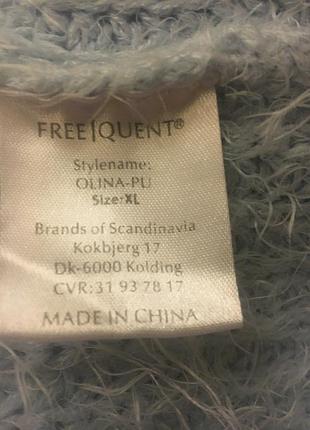 FREE|QUENT®
Stylename:
OLINA-PU
Size:XL
Brands of Scandinavia
Kokbjerg 17
Dk-6000 Kolding
CVR: 31 93 78 17
MADE IN CHINA